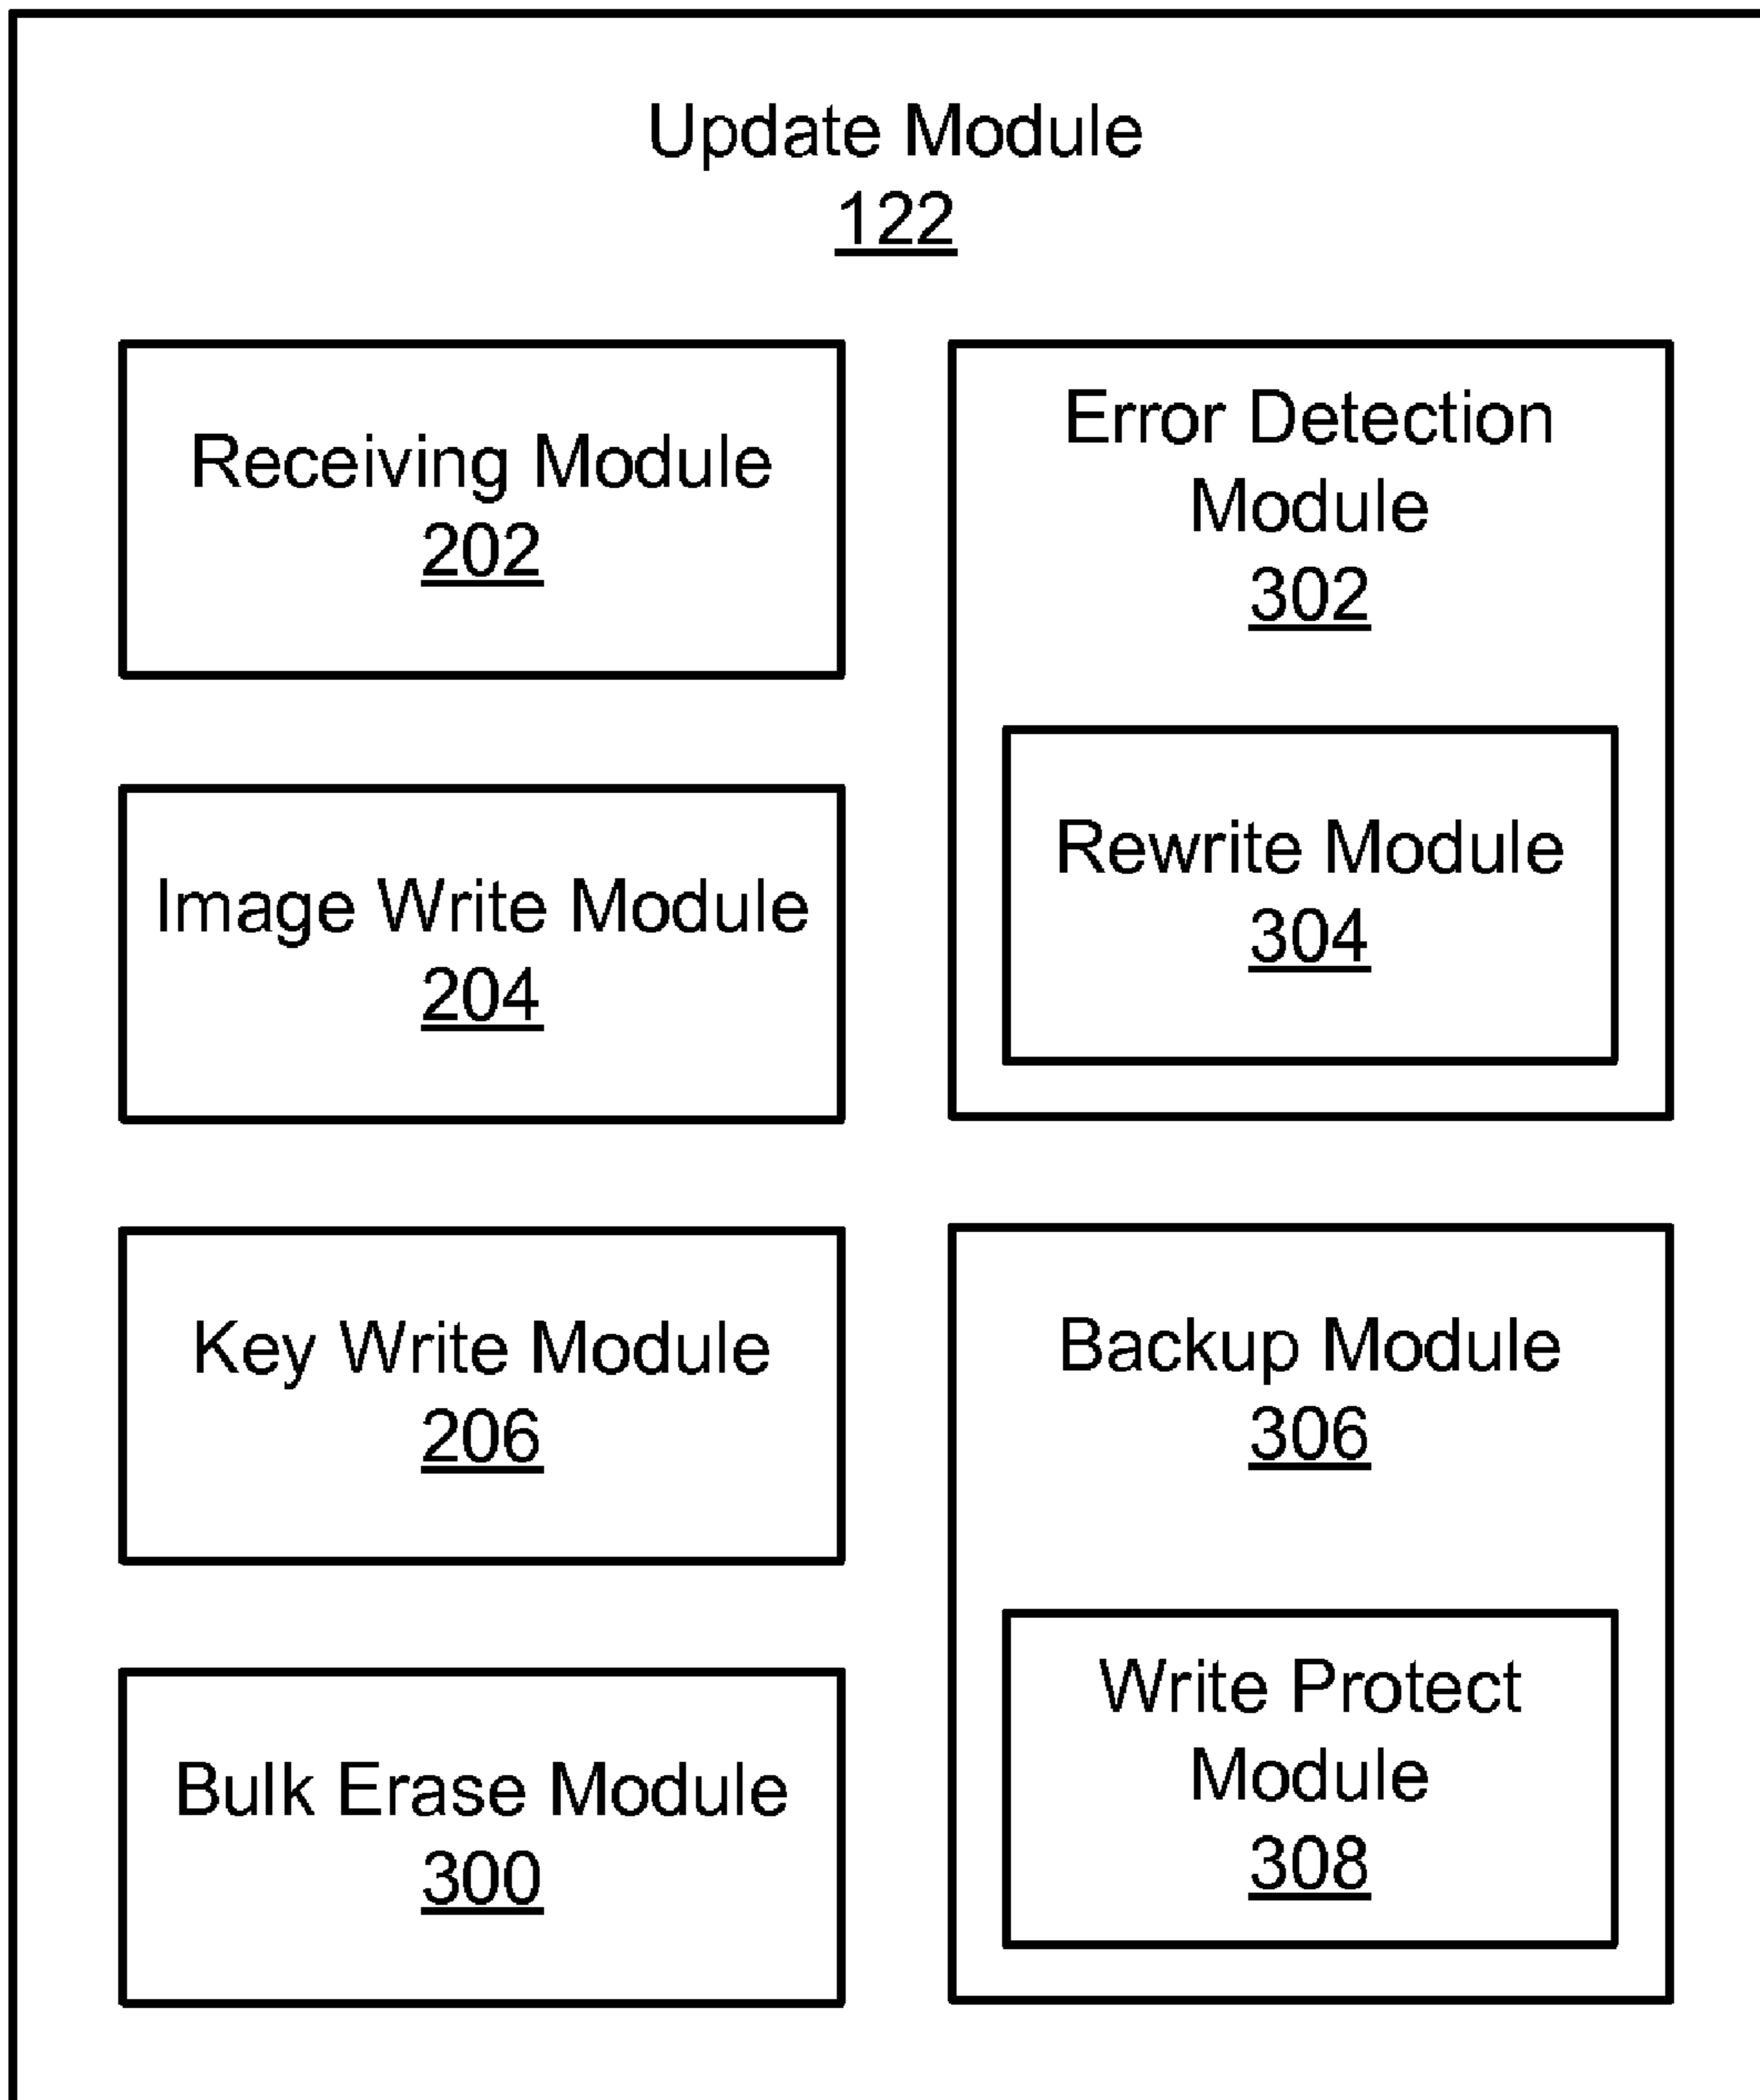 Update Module
122
Receiving Module
202
Image Write Module
204
Key Write Module
206
Bulk Erase Module
300
Error Detection
Module
302
Rewrite Module
304
Backup Module
306
Write Protect
Module
308